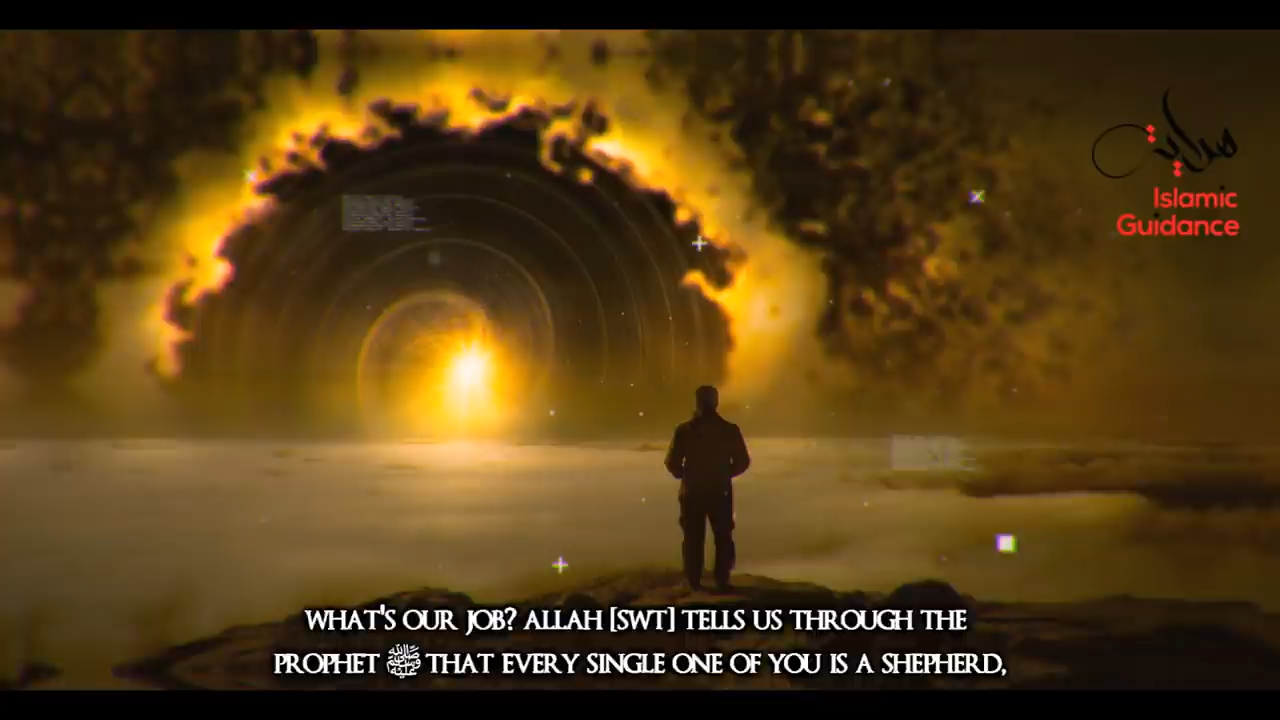 هداية
Islamic
Guidance
WHAT'S OUR JOB? ALLAH [SWT] TELLS US THROUGH THE
PROPHET ﷺ THAT EVERY SINGLE ONE OF YOU IS A SHEPHERD,